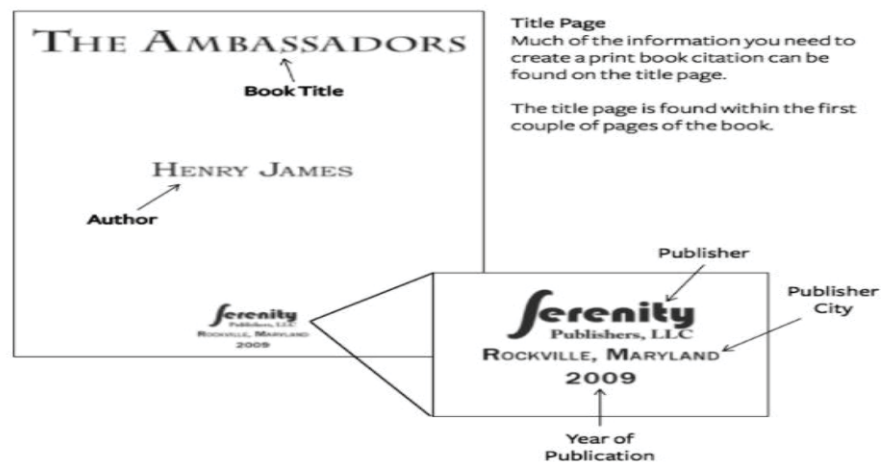 THE AMBASSADORS
Book Title
HENRY JAMES
Author
Serenity
Publishers, LLC
ROCKVILLE, MARYLAND
2009
Title Page
Much of the information you need to
create a print book citation can be
found on the title page.
The title page is found within the first
couple of pages of the book.
Publisher
Publisher
City
Serenity
Publishers, LLC
ROCKVILLE, MARYLAND
2009
Year of
Publication